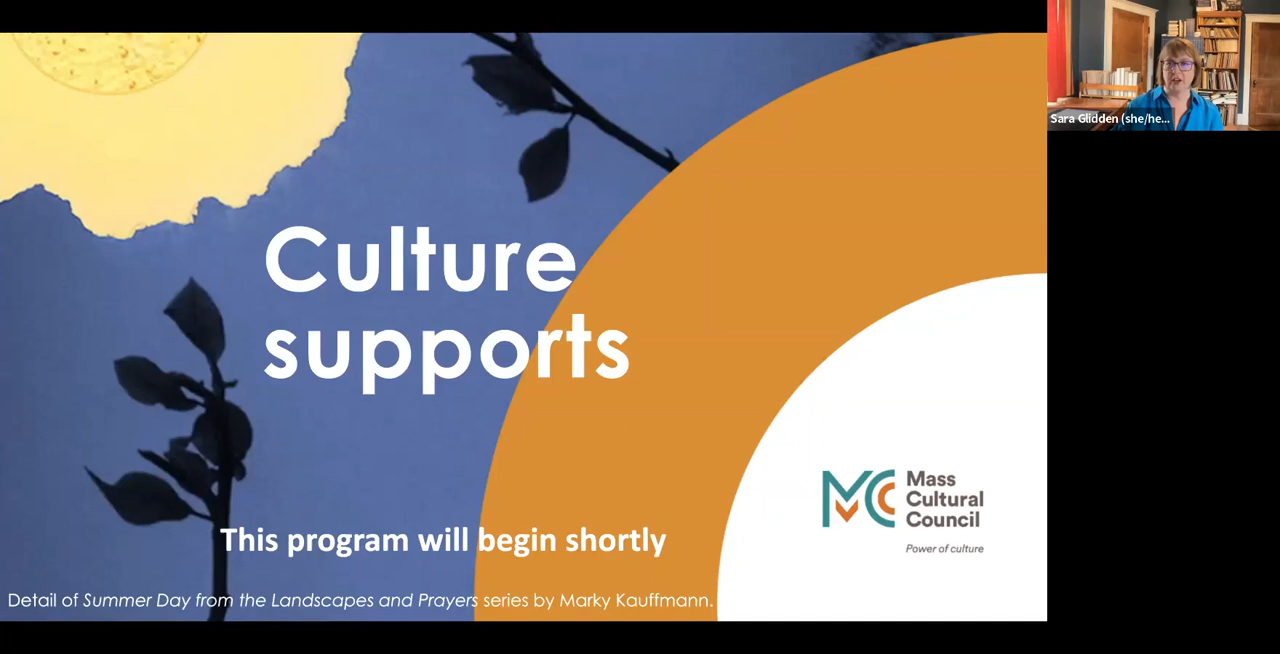 Culture
supports
This program will begin shortly
Detail of Summer Day from the Landscapes and Prayers series by Marky Kauffmann.
Mass
Cultural
Council
Power of culture
Sara Glidden (she/he...